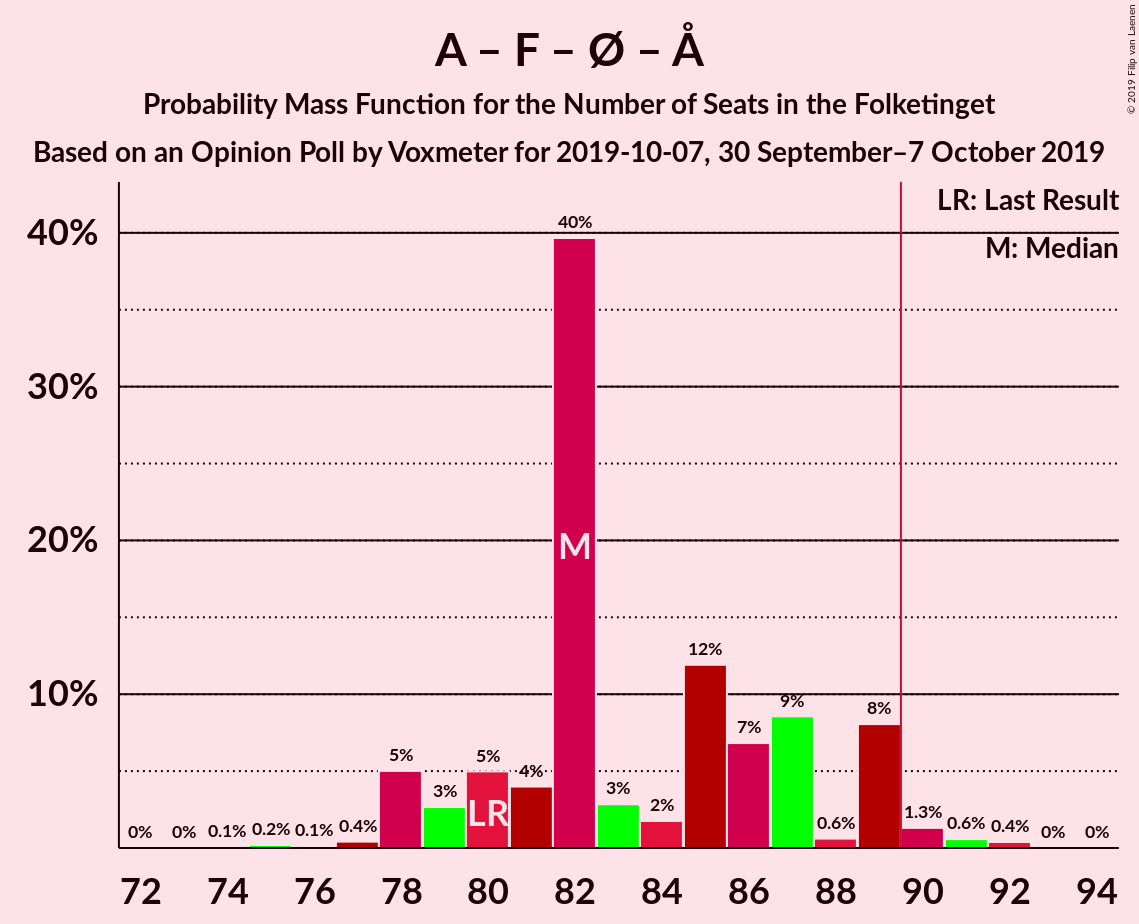 A – F – Ø – Å
Probability Mass Function for the Number of Seats in the Folketinget
Based on an Opinion Poll by Voxmeter for 2019-10-07, 30 September–7 October 2019
© 2019 Filip van Laenen
LR: Last Result
M: Median
40%
30%
20%
10%
0% 0% 0.1% 0.2% 0.1% 0.4% 5% 3% 5% 4% 40% 3% 2% 12% 7% 9% 0.6% 8% 1.3% 0.6% 0.4% 0% 0%
LR
M
72 74 76 78 80 82 84 86 88 90 92 94